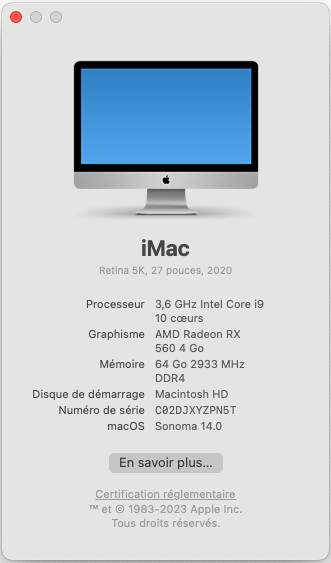 iMac
Retina 5K, 27 pouces, 2020
Processeur 3,6 GHz Intel Core i9
10 cœurs
Graphisme AMD Radeon RX
560 4 Go
Mémoire 64 Go 2933 MHz
DDR4
Disque de démarrage Macintosh HD
Numéro de série C02DJXYZPN5T
macOS Sonoma 14.0
En savoir plus...
Certification réglementaire
™ et © 1983-2023 Apple Inc.
Tous droits réservés.